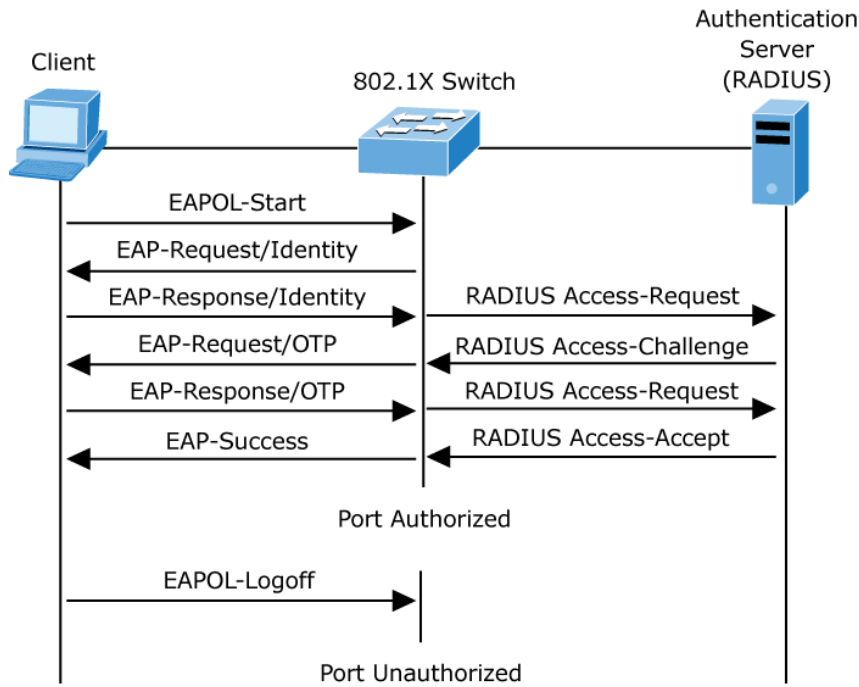 Authentication
Server
(RADIUS)
Client
802.1X Switch
EAPOL-Start
EAP-Request/Identity
EAP-Response/Identity
RADIUS Access-Request
EAP-Request/OTP
RADIUS Access-Challenge
EAP-Response/OTP
RADIUS Access-Request
EAP-Success
RADIUS Access-Accept
Port Authorized
EAPOL-Logoff
Port Unauthorized